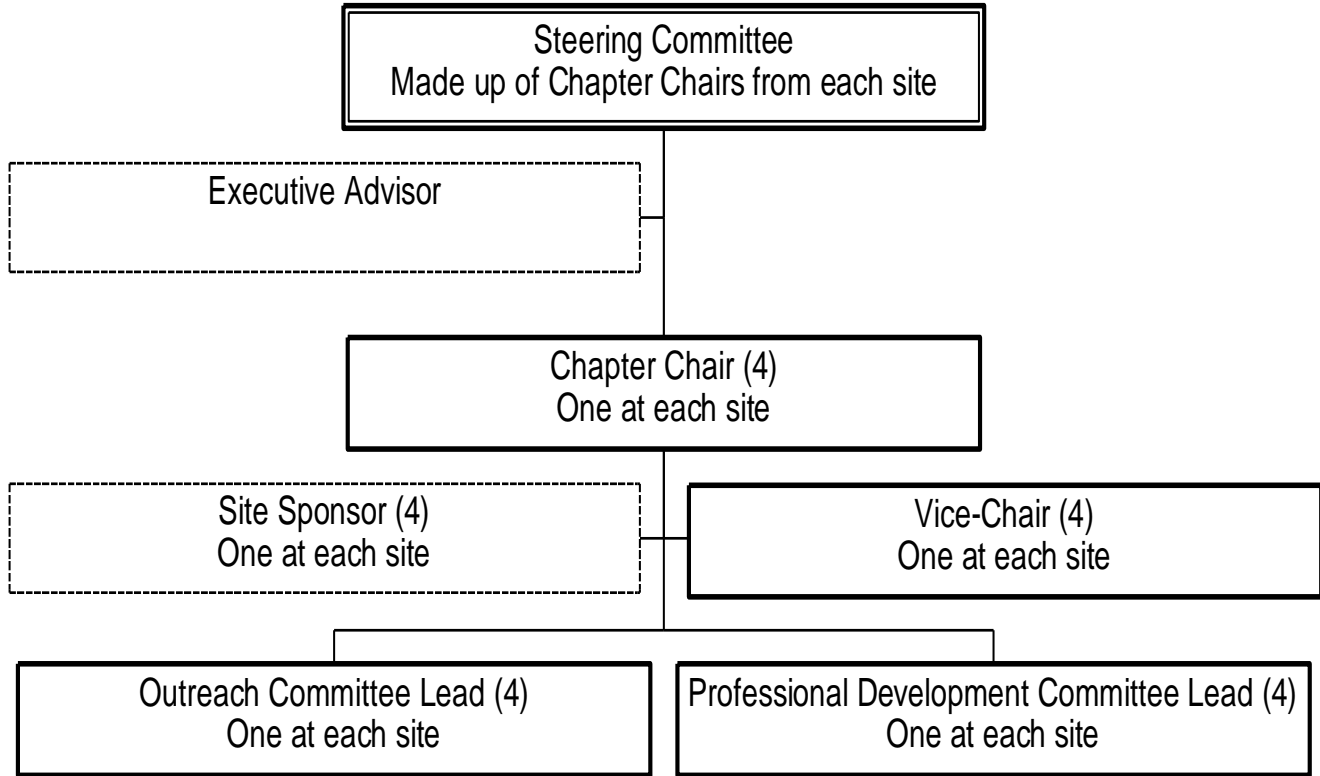 Steering Committee
Made up of Chapter Chairs from each site
Executive Advisor
Chapter Chair (4)
One at each site
Site Sponsor (4)
One at each site
Vice-Chair (4)
One at each site
Outreach Committee Lead (4)
One at each site
Professional Development Committee Lead (4)
One at each site